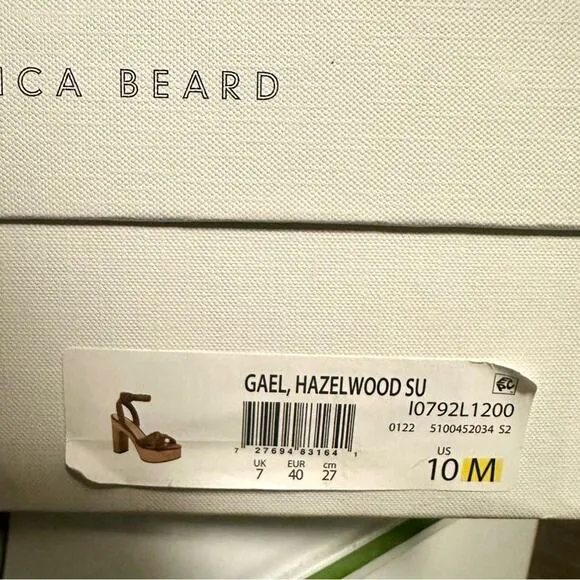 ICA BEARD
GAEL, HAZELWOOD SU
I0792L1200
0122 5100452034 S2
7 27694 83164 1
UK EUR cm
7 40 27
US
10 M